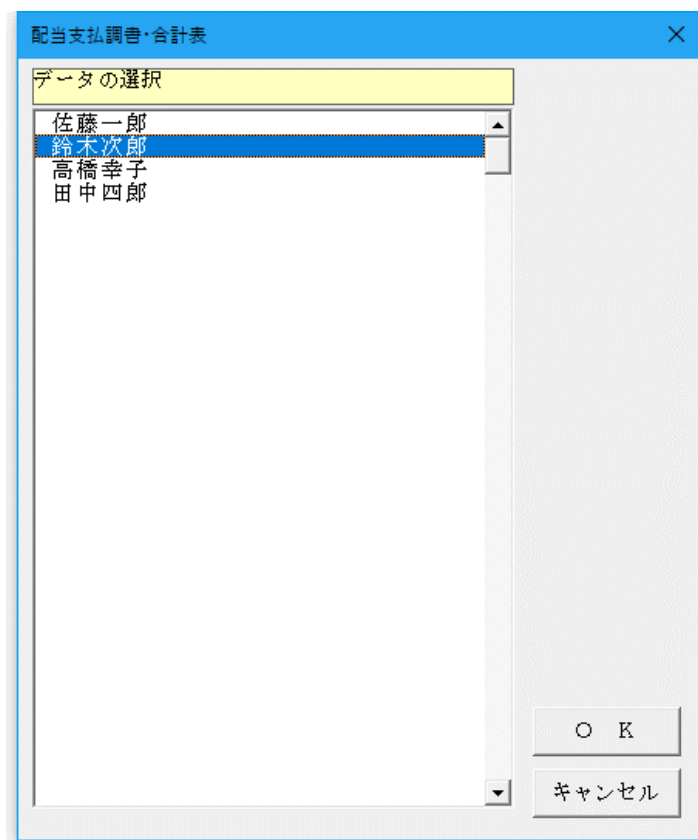 配当支払調書・合計表
データの選択
佐藤一郎
鈴木次郎
高橋幸子
田中四郎
Ｏ　Ｋ
キャンセル